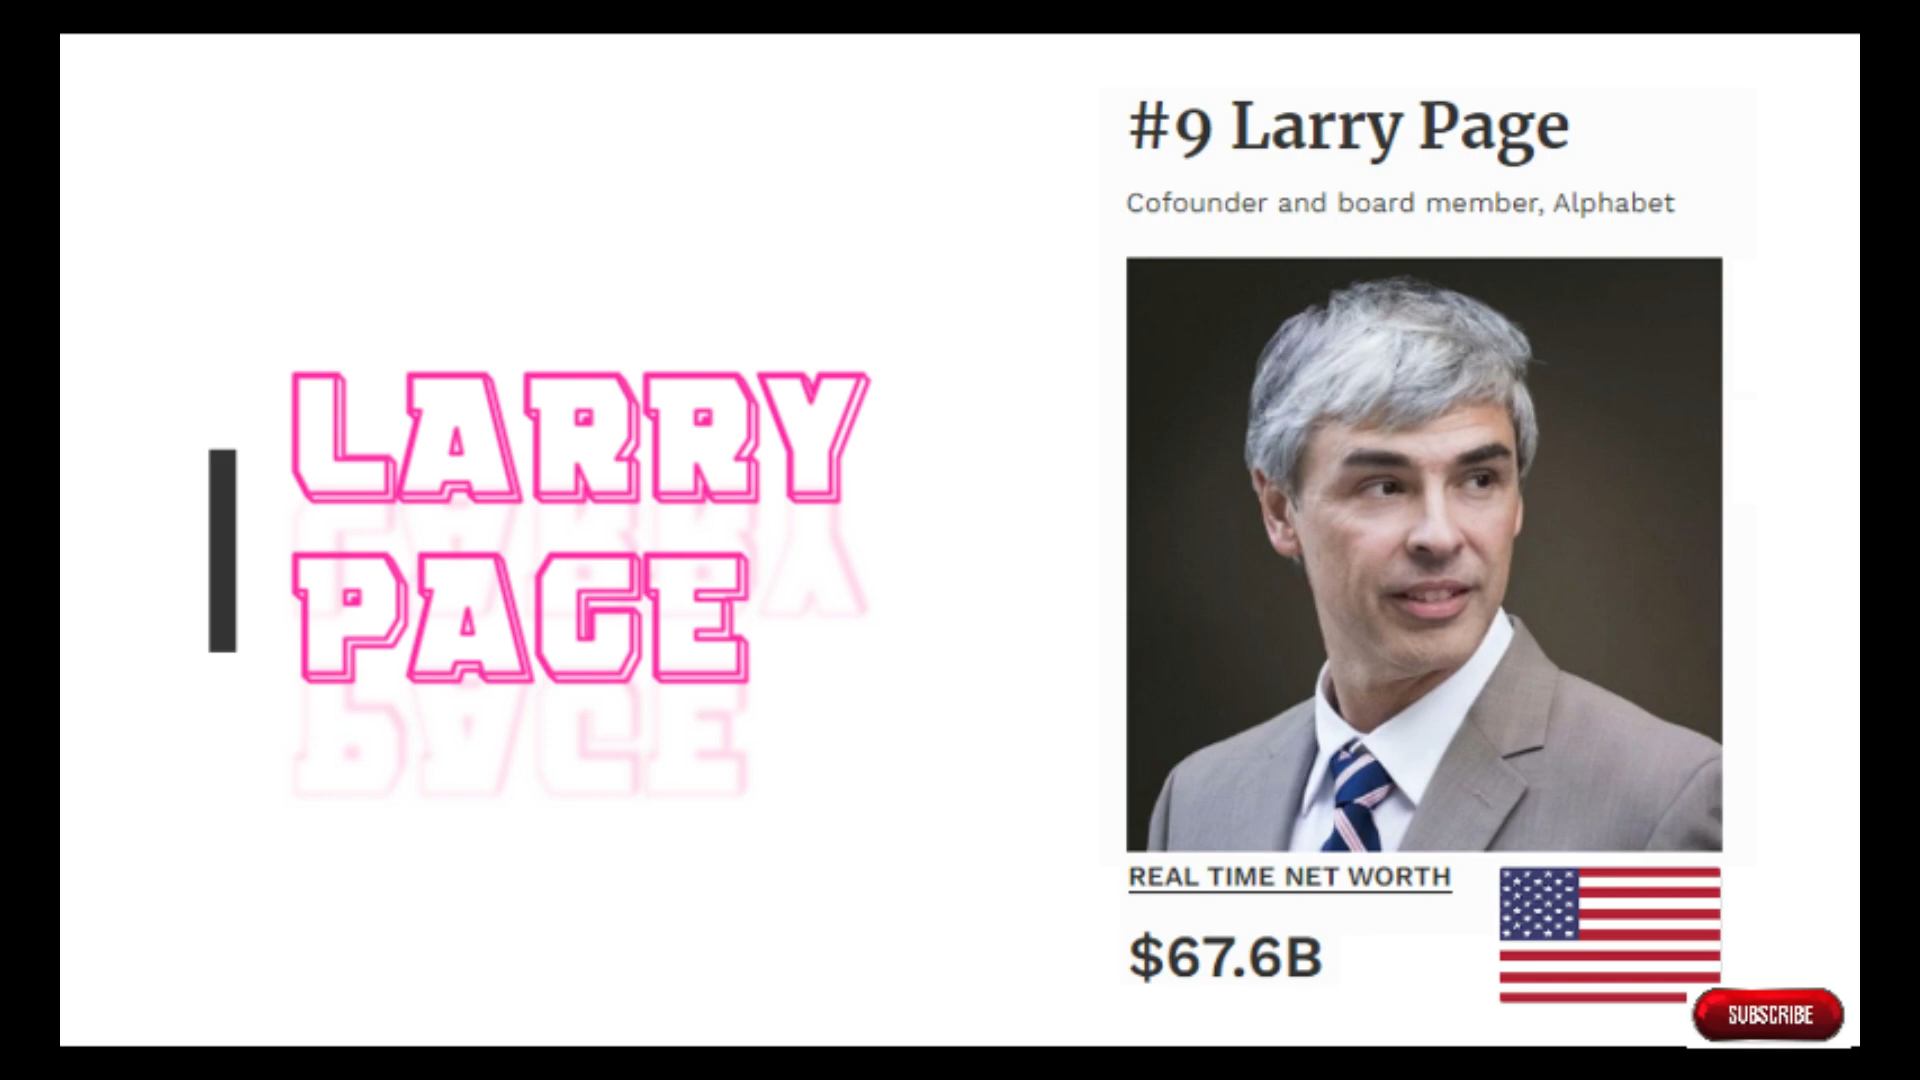 LARRY
PAGE
#9 Larry Page
Cofounder and board member, Alphabet
REAL TIME NET WORTH
$67.6B
SUBSCRIBE